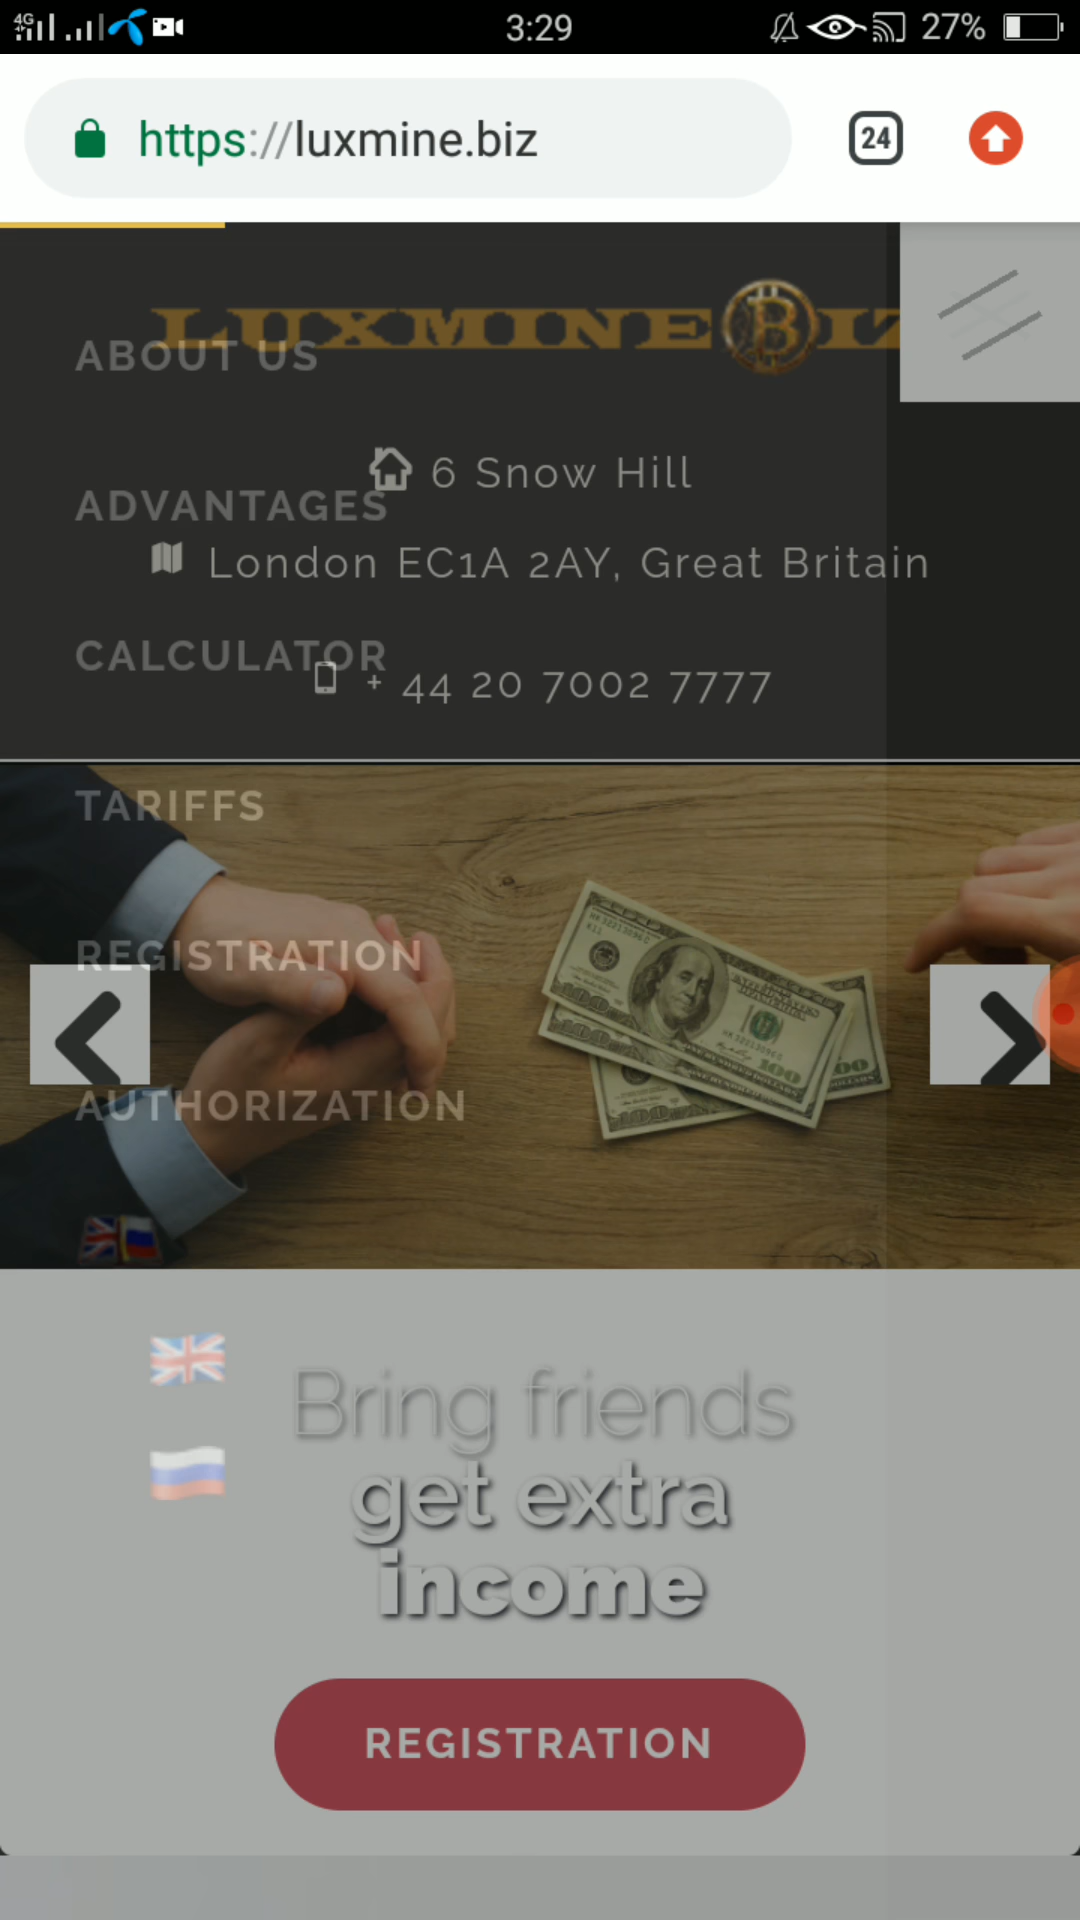 4G
3:29
27%
https://luxmine.biz
24
LUXMINE
ABOUT US
6 Snow Hill
ADVANTAGES
London EC1A 2AY, Great Britain
CALCULATOR
+ 44 20 7002 7777
TARIFFS
REGISTRATION
AUTHORIZATION
100
Bring friends
get extra
income
REGISTRATION